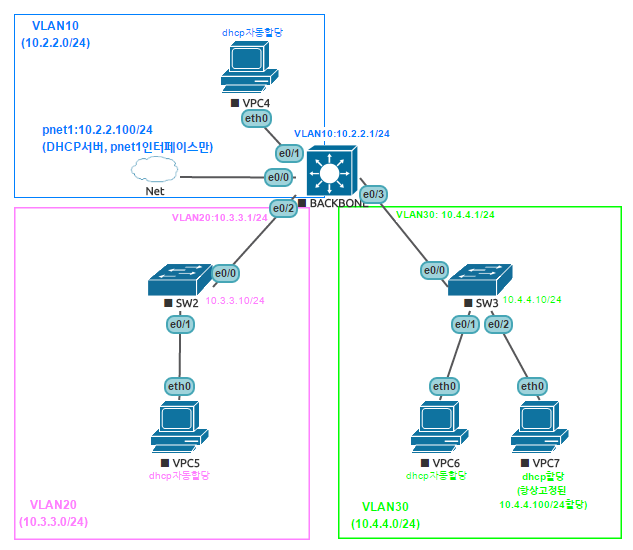 VLAN10
(10.2.2.0/24)
dhcp자동할당
VPC4
eth0
pnet1:10.2.2.100/24
(DHCP서버, pnet1인터페이스만)
VLAN10:10.2.2.1/24
e0/1
Net
e0/0
BACKBONE
e0/2
e0/3
VLAN20:10.3.3.1/24
VLAN30: 10.4.4.1/24
e0/0
SW2
10.3.3.10/24
e0/1
eth0
VPC5
dhcp자동할당
VLAN20
(10.3.3.0/24)
e0/0
SW3
10.4.4.10/24
e0/1
e0/2
eth0
eth0
VPC6
dhcp자동할당
VPC7
dhcp할당
(항상고정된
10.4.4.100/24할당)
VLAN30
(10.4.4.0/24)